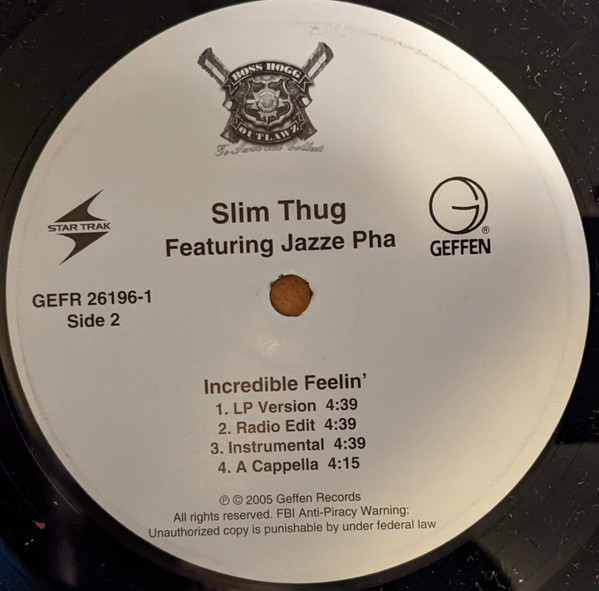 BOSS HOGG
OUTLAWZ
Slim Thug
Featuring Jazze Pha
STAR TRAK
®
GEFFEN
GEFR 26196-1
Side 2
Incredible Feelin’
1. LP Version 4:39
2. Radio Edit 4:39
3. Instrumental 4:39
4. A Cappella 4:15
℗ © 2005 Geffen Records
All rights reserved. FBI Anti-Piracy Warning:
Unauthorized copy is punishable by under federal law